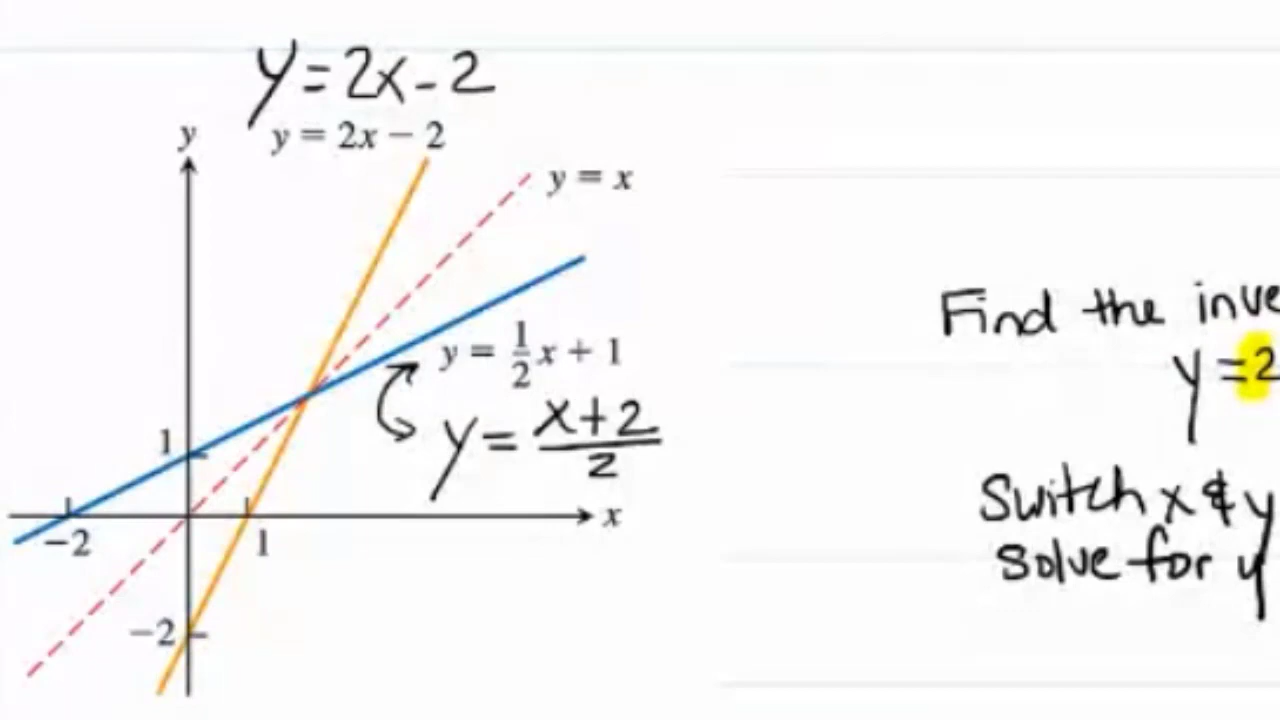 y = 2x - 2
y
y = 2x − 2
y = x
y = 1/2 x + 1
y = x+2/2
1
x
−2
1
−2
Find the inve
y = 2
Switch x & y
solve for y